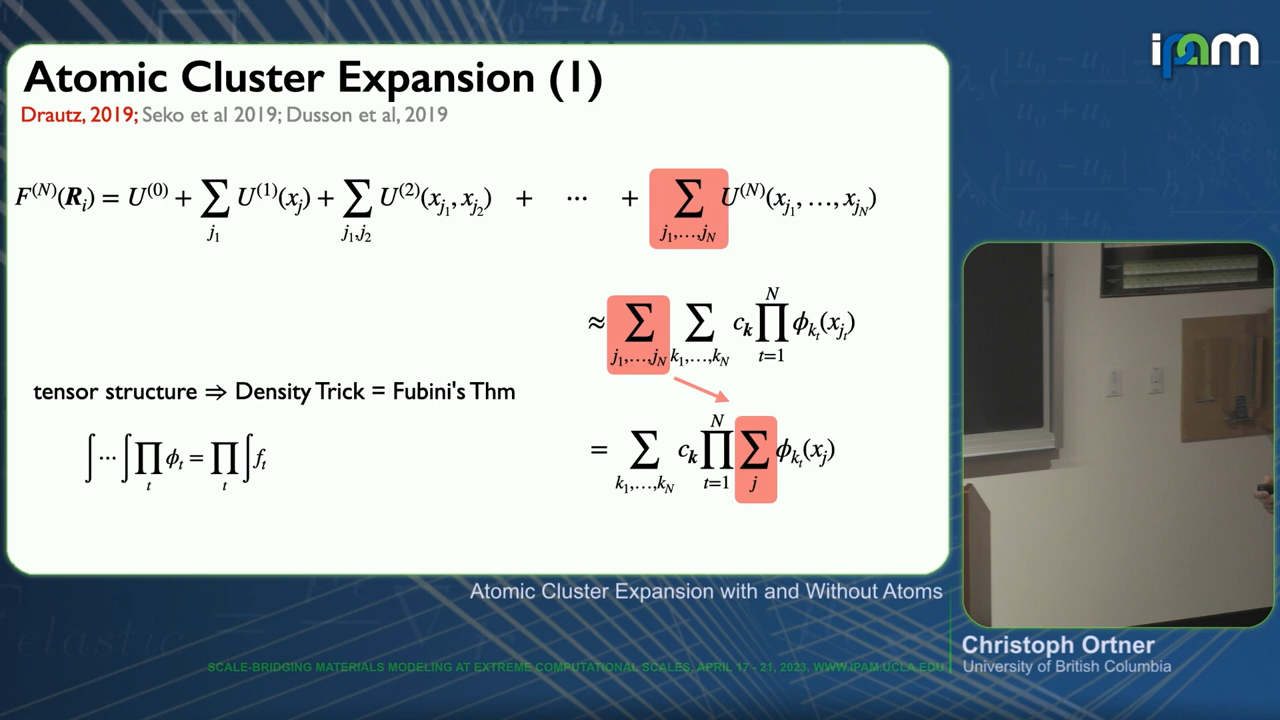 ipam
Atomic Cluster Expansion (1)
Drautz, 2019; Seko et al 2019; Dusson et al, 2019
F^{(N)}(R_i) = U^{(0)} + ∑_{j_1} U^{(1)}(x_j) + ∑_{j_1,j_2} U^{(2)}(x_{j_1}, x_{j_2}) + ··· + ∑_{j_1,…,j_N} U^{(N)}(x_{j_1}, …, x_{j_N})
≈ ∑_{j_1,…,j_N} ∑_{k_1,…,k_N} c_k ∏_{t=1}^{N} ϕ_{k_t}(x_{j_t})
tensor structure ⇒ Density Trick = Fubini's Thm
∫ ··· ∫ ∏_t ϕ_t = ∏_t ∫ f_t
= ∑_{k_1,…,k_N} c_k ∏_{t=1}^{N} ∑_j ϕ_{k_t}(x_j)
Atomic Cluster Expansion with and Without Atoms
Christoph Ortner
University of British Columbia
SCALE-BRIDGING MATERIALS MODELING AT EXTREME COMPUTATIONAL SCALES, APRIL 17 - 21, 2023, WWW.IPAM.UCLA.EDU
elastic